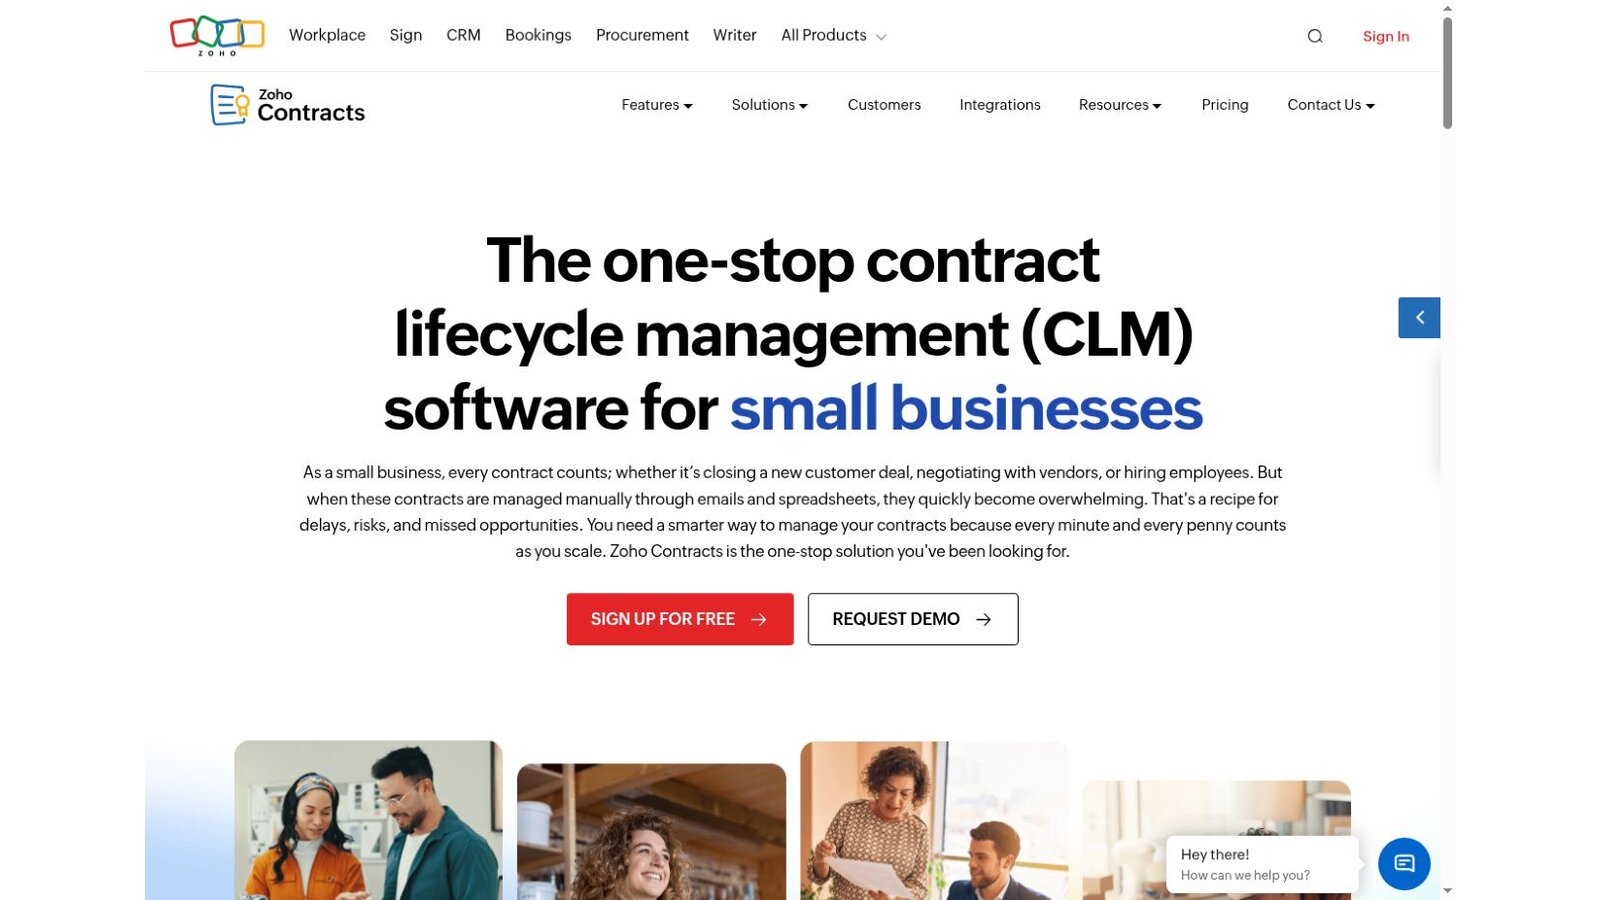 ZOHO
Workplace
Sign
CRM
Bookings
Procurement
Writer
All Products
Sign In
Zoho
Contracts
Features
Solutions
Customers
Integrations
Resources
Pricing
Contact Us
The one-stop contract
lifecycle management (CLM)
software for small businesses
As a small business, every contract counts; whether it’s closing a new customer deal, negotiating with vendors, or hiring employees. But
when these contracts are managed manually through emails and spreadsheets, they quickly become overwhelming. That's a recipe for
delays, risks, and missed opportunities. You need a smarter way to manage your contracts because every minute and every penny counts
as you scale. Zoho Contracts is the one-stop solution you've been looking for.
SIGN UP FOR FREE
REQUEST DEMO
Hey there!
How can we help you?